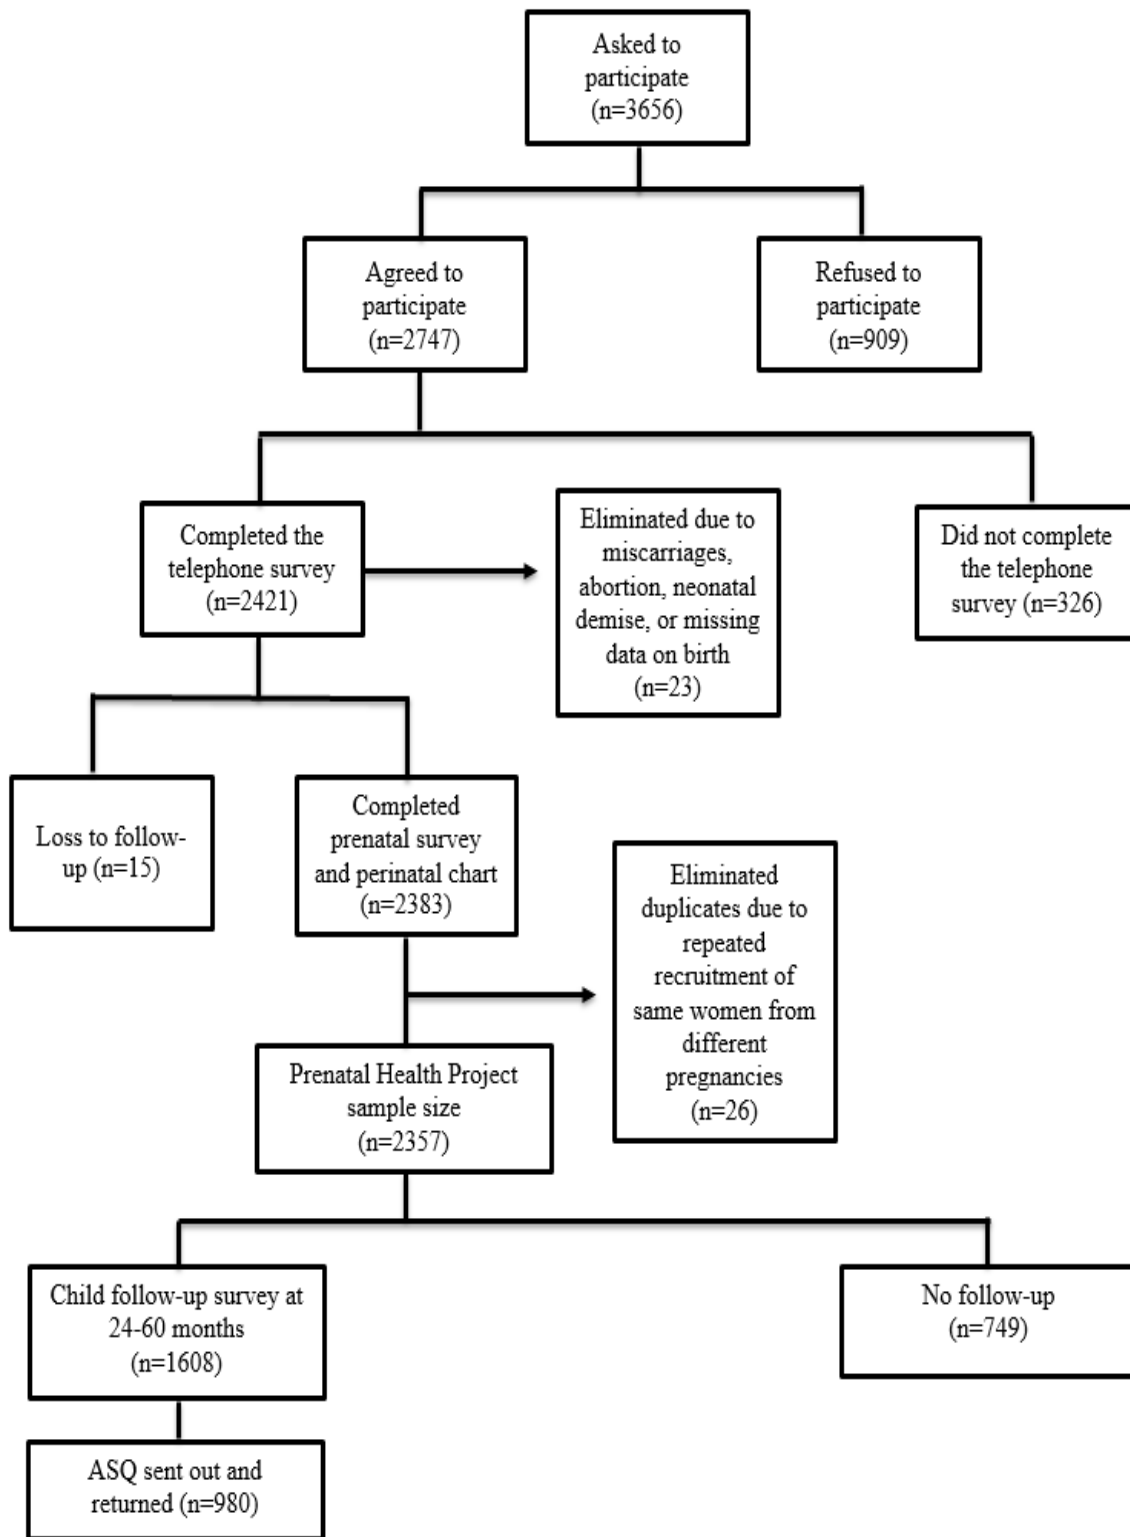 Asked to
participate
(n=3656)
Agreed to
participate
(n=2747)
Refused to
participate
(n=909)
Completed the
telephone survey
(n=2421)
Eliminated due to
miscarriages,
abortion, neonatal
demise, or missing
data on birth
(n=23)
Did not complete
the telephone
survey (n=326)
Loss to follow-
up (n=15)
Completed
prenatal survey
and perinatal chart
(n=2383)
Eliminated
duplicates due to
repeated
recruitment of
same women from
different
pregnancies
(n=26)
Prenatal Health Project
sample size
(n=2357)
Child follow-up survey at
24-60 months
(n=1608)
No follow-up
(n=749)
ASQ sent out and
returned (n=980)